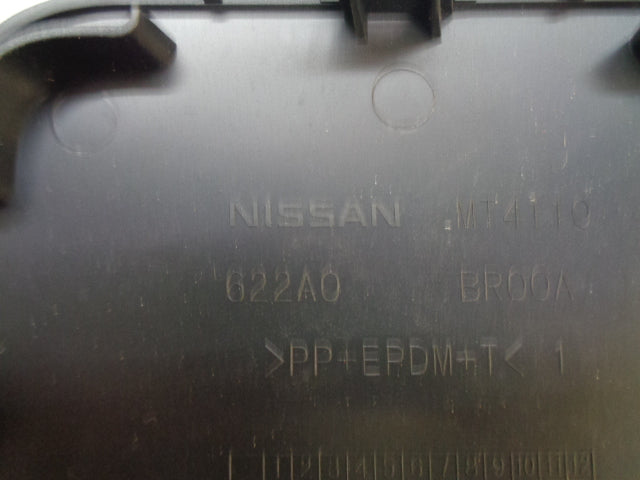 NISSAN MT4110
622A0 BR00A
>PP+EPDM+T< 1
1 2 3 4 5 6 7 8 9 10 11 12